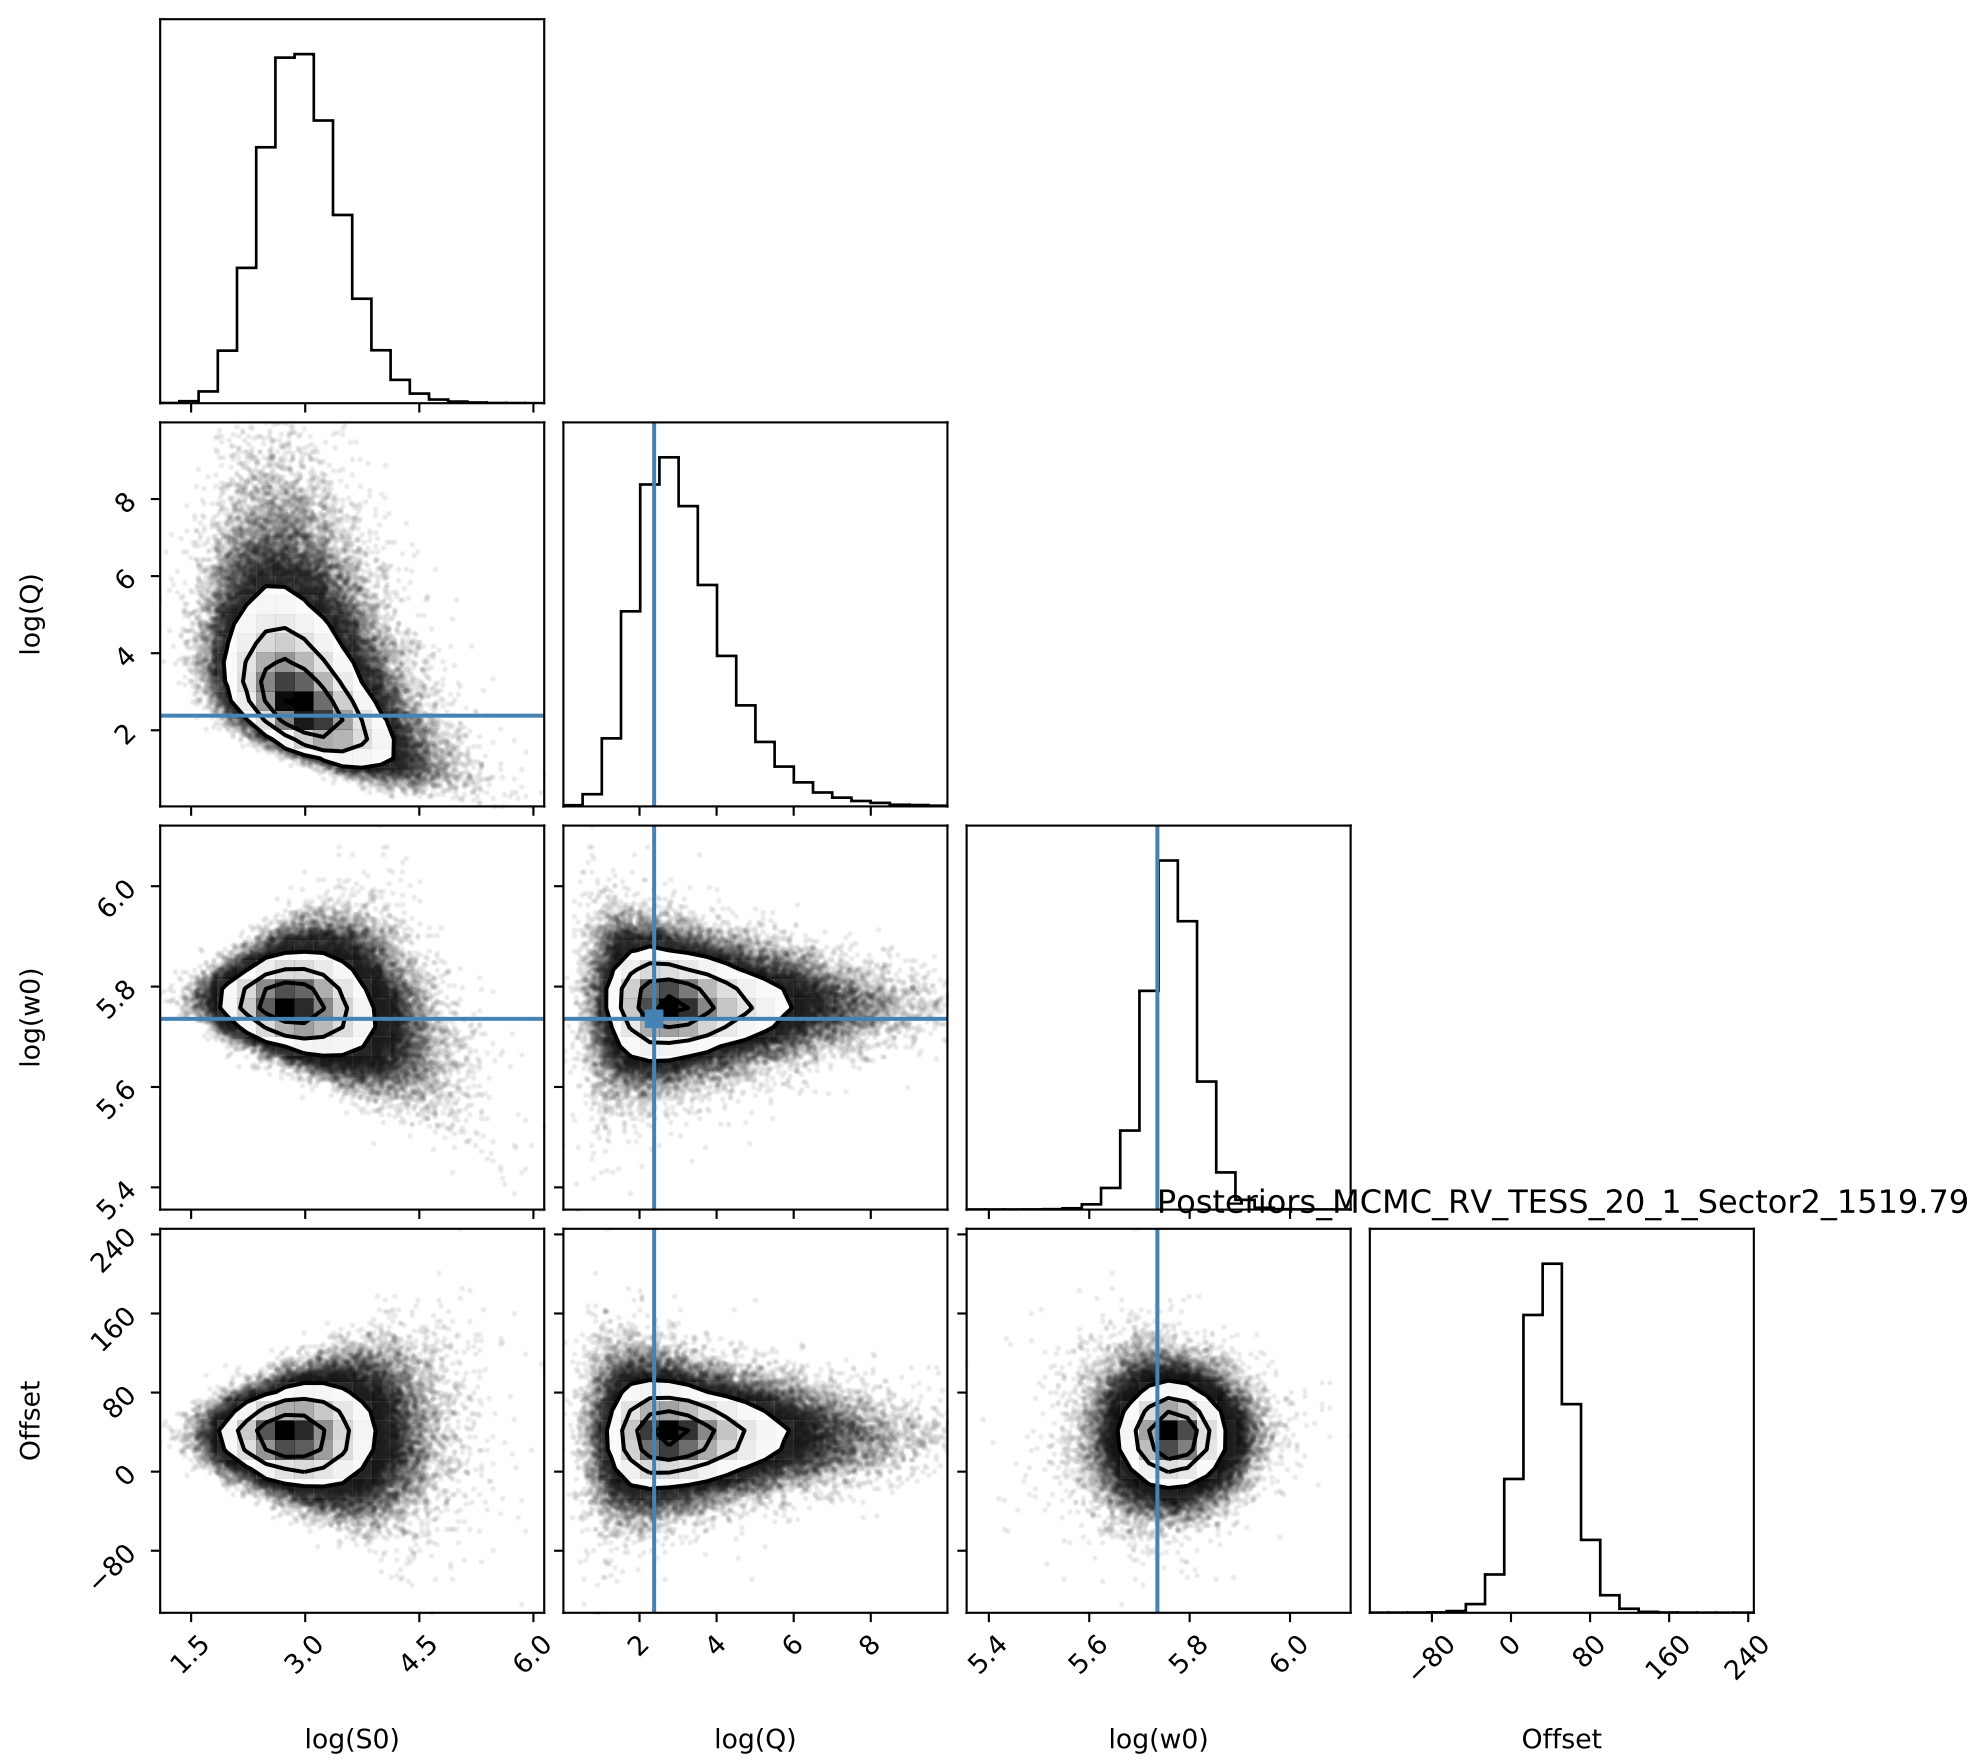 log(Q)
8
6
4
2
log(w0)
6.0
5.8
5.6
5.4
Posteriors_MCMC_RV_TESS_20_1_Sector2_1519.79
Offset
240
160
80
0
−80
1.5 3.0 4.5 6.0 2 4 6 8 5.4 5.6 5.8 6.0 −80 0 80 160 240
log(S0) log(Q) log(w0) Offset